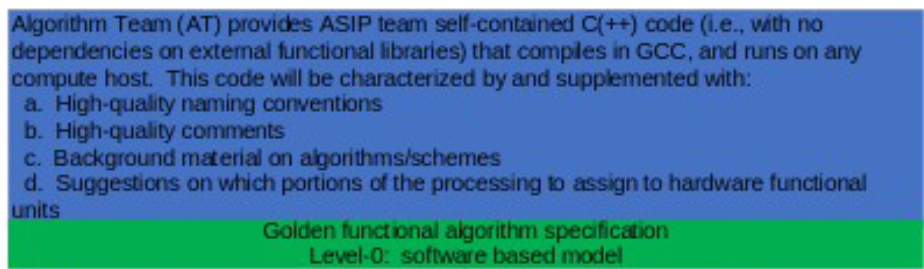 Algorithm Team (AT) provides ASIP team self-contained C(++) code (i.e., with no
dependencies on external functional libraries) that compiles in GCC, and runs on any
compute host.  This code will be characterized by and supplemented with:
a.  High-quality naming conventions
b.  High-quality comments
c.  Background material on algorithms/schemes
d.  Suggestions on which portions of the processing to assign to hardware functional
units
Golden functional algorithm specification
Level-0:  software based model